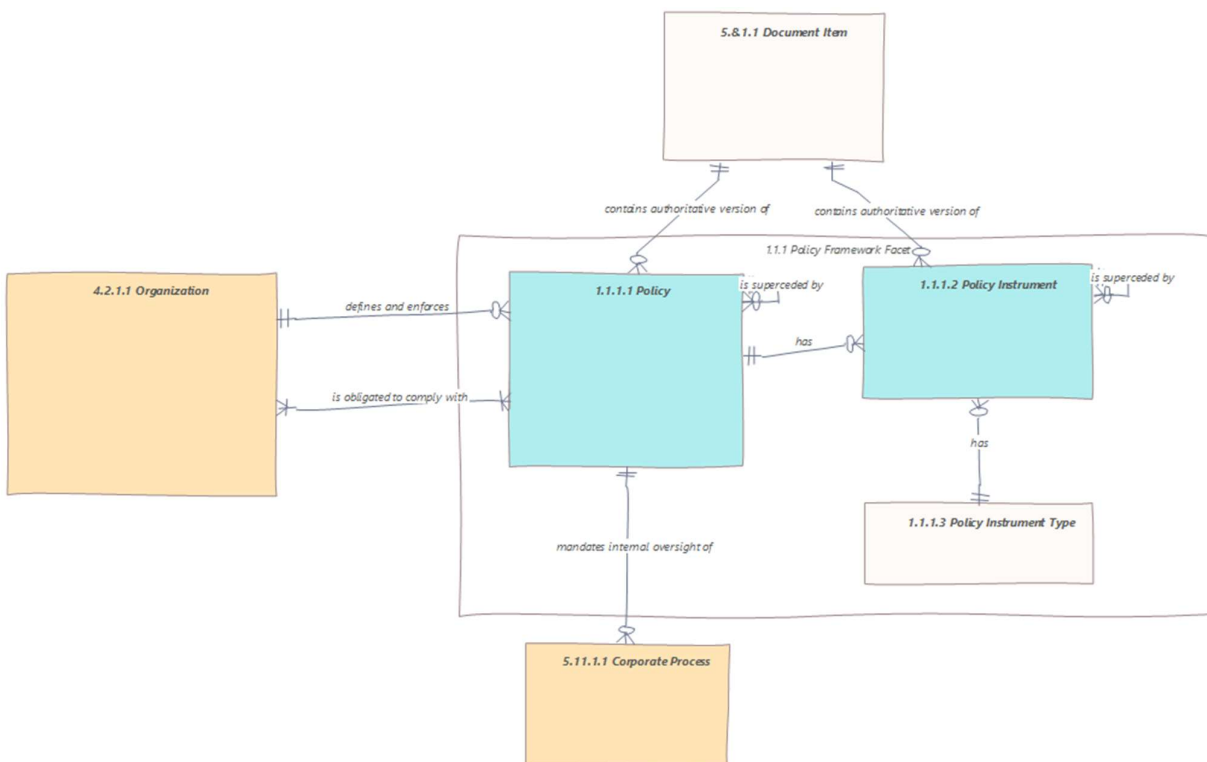 5.8.1.1 Document Item
contains authoritative version of
contains authoritative version of
1.1.1 Policy Framework Facet
4.2.1.1 Organization
1.1.1.1 Policy
is superceded by
1.1.1.2 Policy Instrument
is superceded by
defines and enforces
has
is obligated to comply with
has
1.1.1.3 Policy Instrument Type
mandates internal oversight of
5.11.1.1 Corporate Process